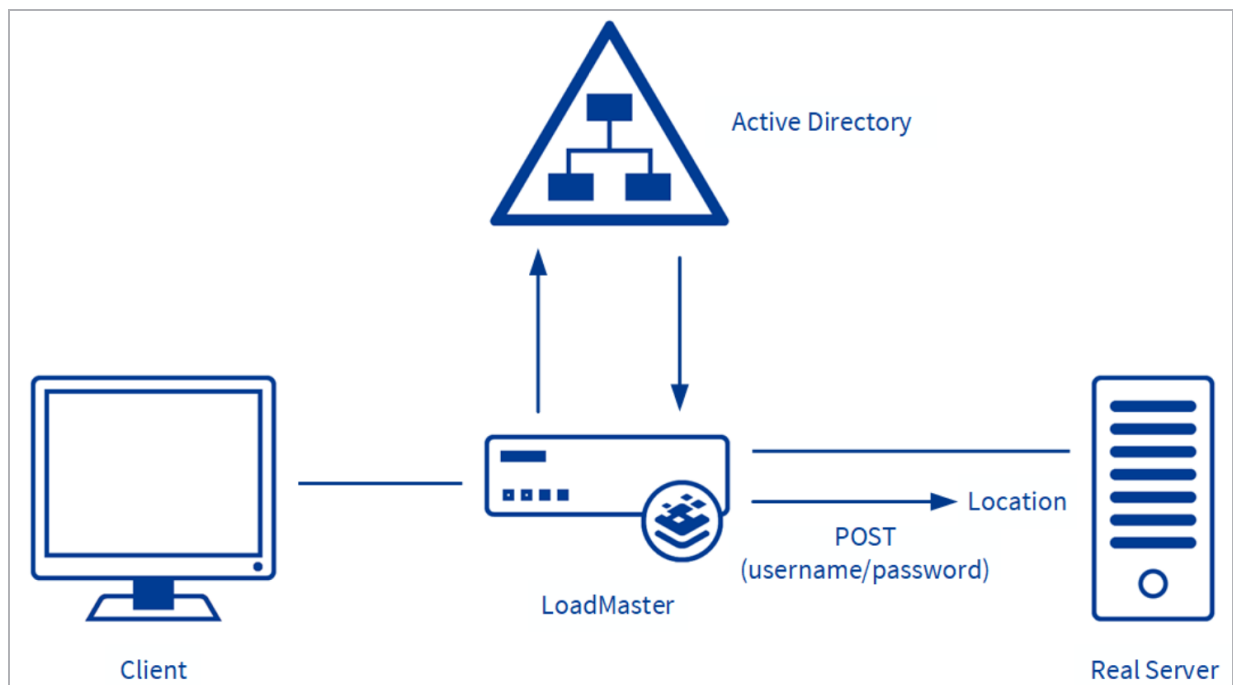 Active Directory
Location
POST
(username/password)
LoadMaster
Client
Real Server